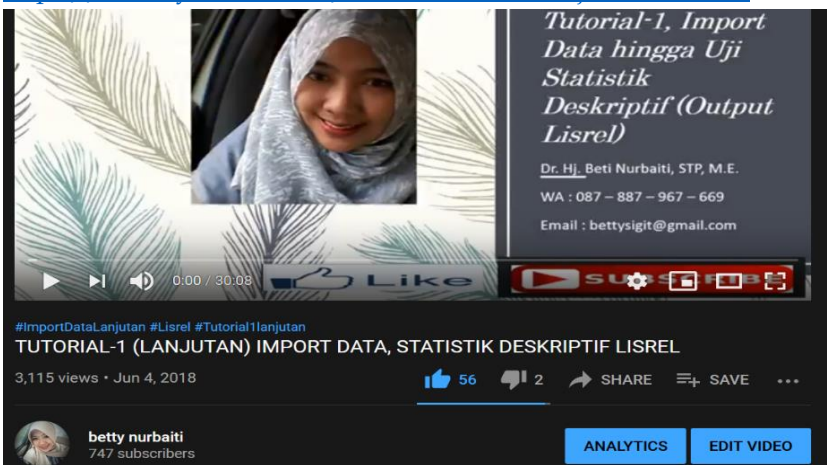 Tutorial-1, Import
Data hingga Uji
Statistik
Deskriptif (Output
Lisrel)
Dr. Hj. Beti Nurbaiti, STP, M.E.
WA : 087 – 887 – 967 – 669
Email : bettysigit@gmail.com
0:00 / 30:08
Like
SUBSCRIBE
#ImportDataLanjutan #Lisrel #Tutorial1lanjutan
TUTORIAL-1 (LANJUTAN) IMPORT DATA, STATISTIK DESKRIPTIF LISREL
3,115 views • Jun 4, 2018
56
2
SHARE
SAVE
betty nurbaiti
747 subscribers
ANALYTICS
EDIT VIDEO